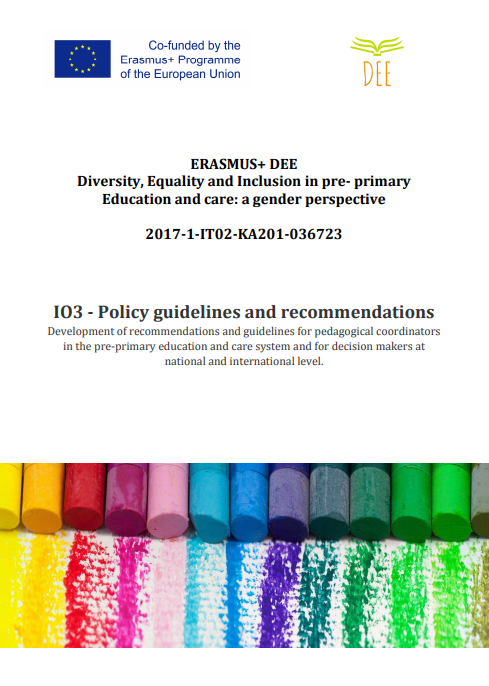 Co-funded by the
Erasmus+ Programme
of the European Union
DEE
ERASMUS+ DEE
Diversity, Equality and Inclusion in pre- primary
Education and care: a gender perspective
2017-1-IT02-KA201-036723
IO3 - Policy guidelines and recommendations
Development of recommendations and guidelines for pedagogical coordinators
in the pre-primary education and care system and for decision makers at
national and international level.